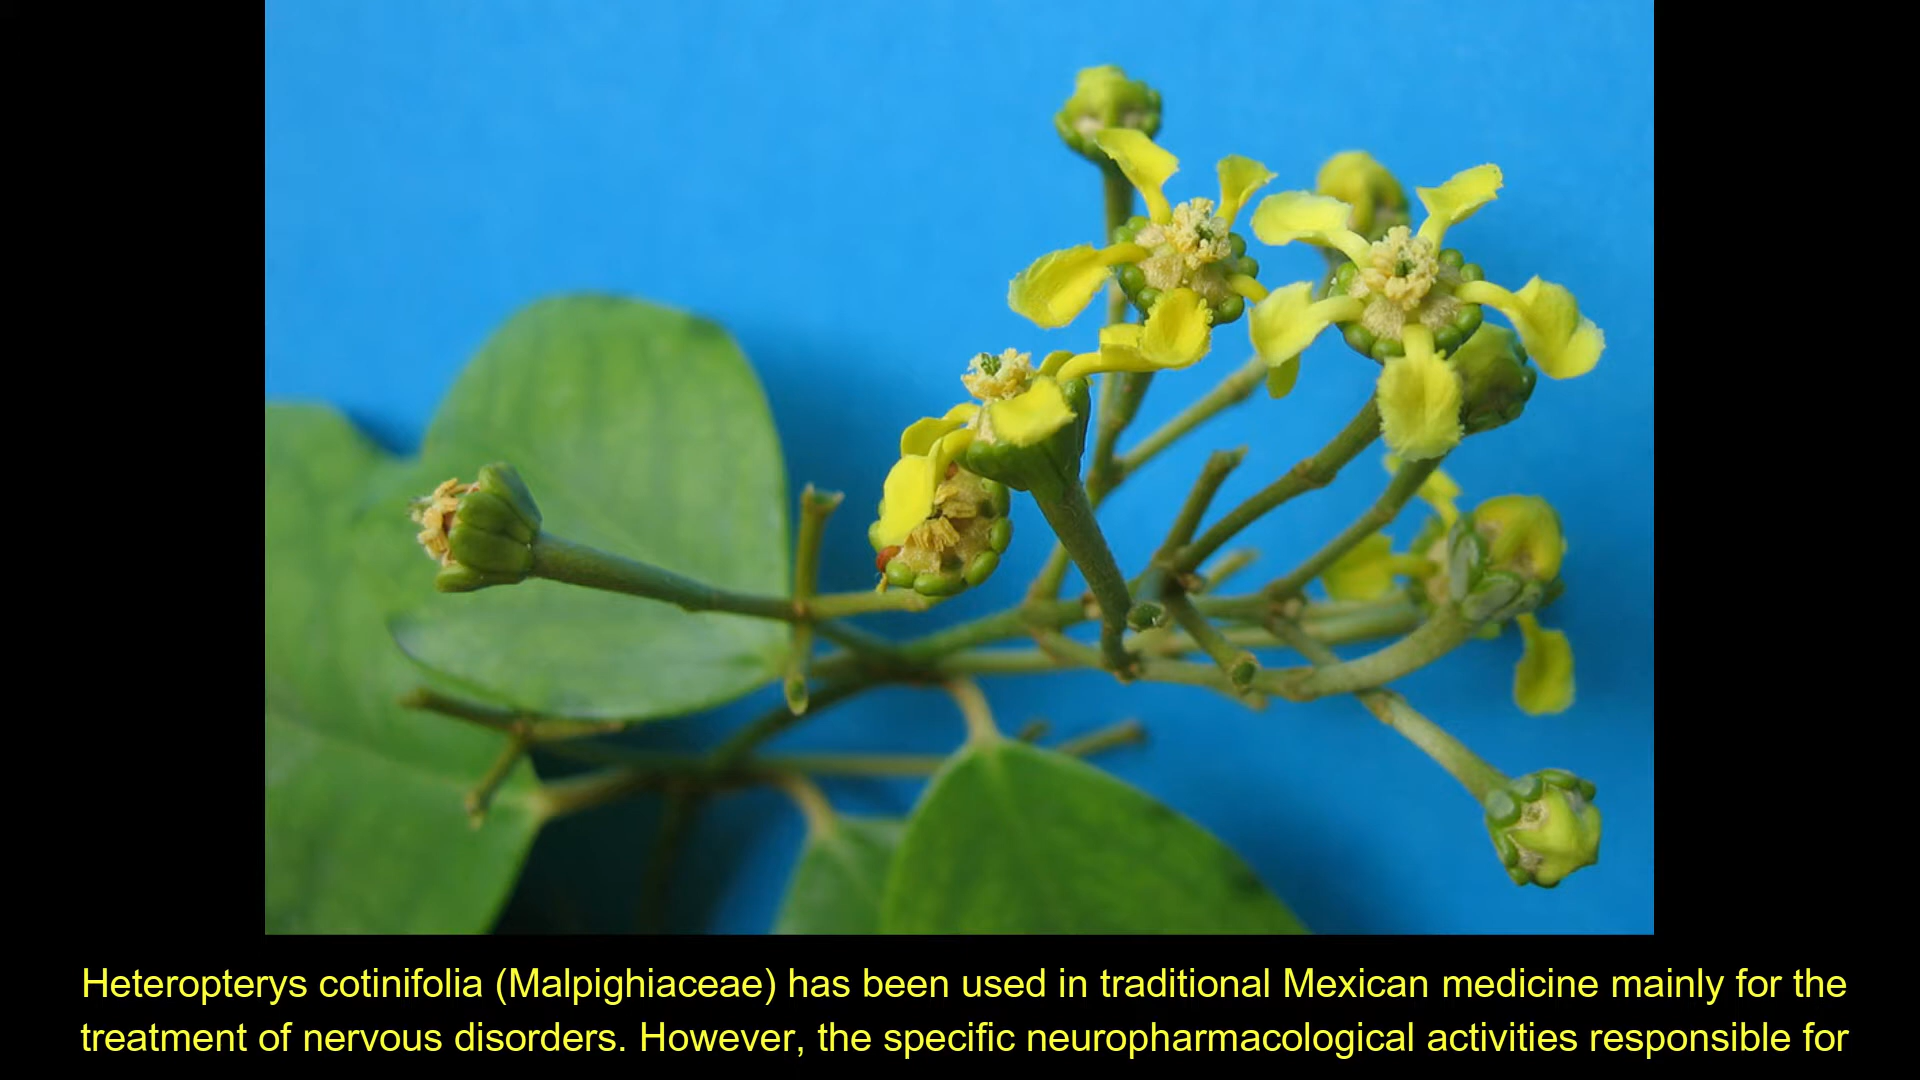 Heteropterys cotinifolia (Malpighiaceae) has been used in traditional Mexican medicine mainly for the
treatment of nervous disorders. However, the specific neuropharmacological activities responsible for